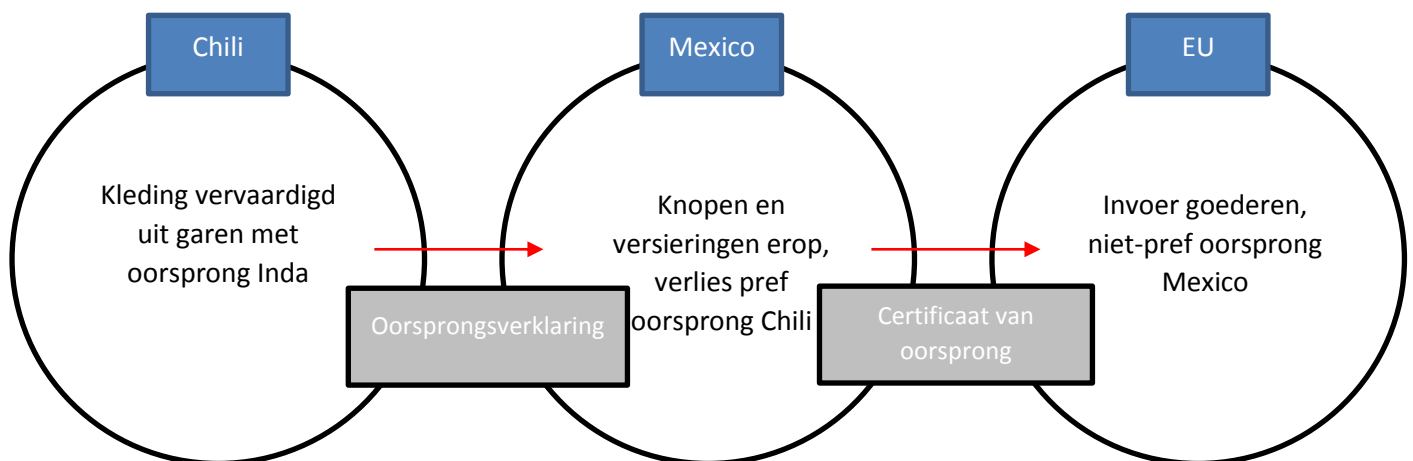 Chili
Kleding vervaardigd
uit garen met
oorsprong Inda
Oorsprongsverklaring
Mexico
Knopen en
versieringen erop,
verlies pref
oorsprong Chili
Certificaat van
oorsprong
EU
Invoer goederen,
niet-pref oorsprong
Mexico